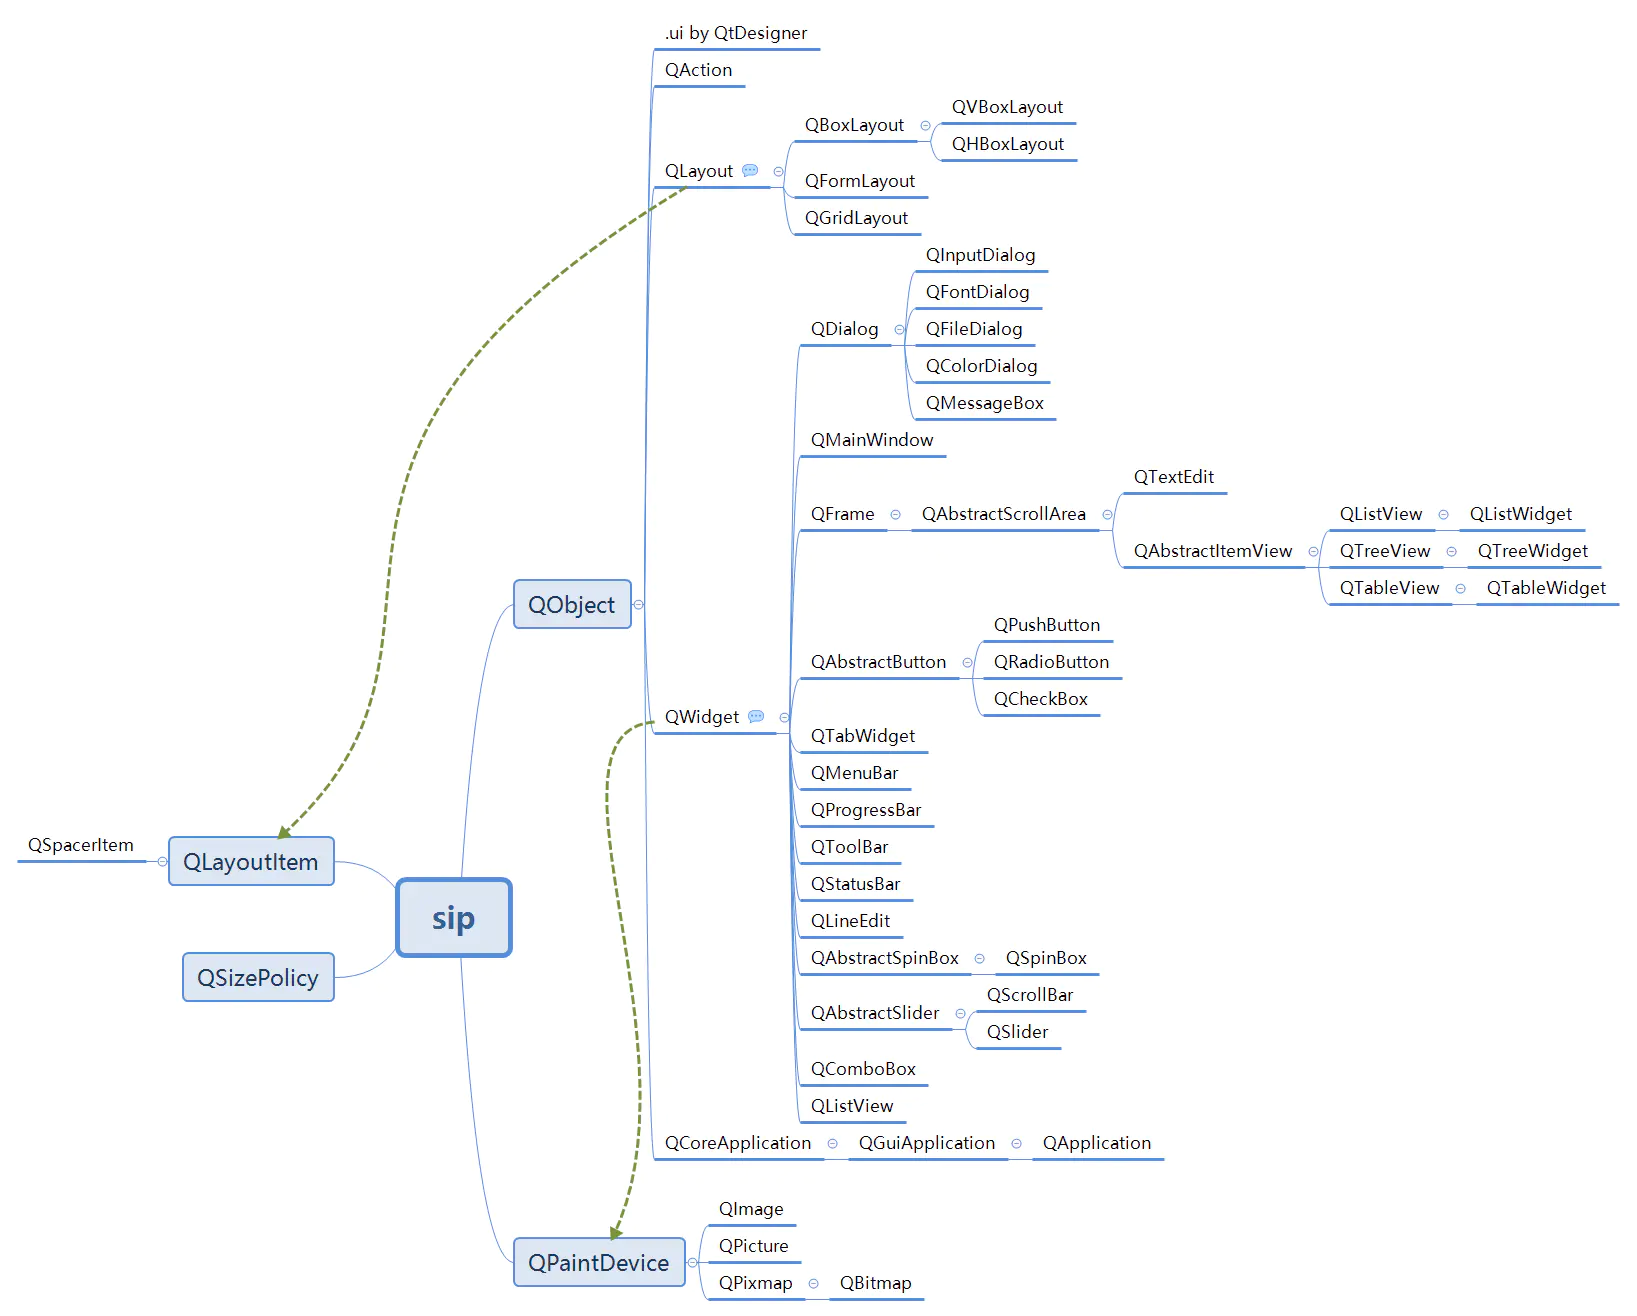 .ui by QtDesigner
QAction
QLayout
QBoxLayout
QVBoxLayout
QHBoxLayout
QFormLayout
QGridLayout
QObject
QWidget
QDialog
QInputDialog
QFontDialog
QFileDialog
QColorDialog
QMessageBox
QMainWindow
QFrame
QAbstractScrollArea
QTextEdit
QAbstractItemView
QListView
QListWidget
QTreeView
QTreeWidget
QTableView
QTableWidget
QAbstractButton
QPushButton
QRadioButton
QCheckBox
QTabWidget
QMenuBar
QProgressBar
QToolBar
QStatusBar
QLineEdit
QAbstractSpinBox
QSpinBox
QAbstractSlider
QScrollBar
QSlider
QComboBox
QListView
QCoreApplication
QGuiApplication
QApplication
QSpacerItem
QLayoutItem
sip
QSizePolicy
QPaintDevice
QImage
QPicture
QPixmap
QBitmap